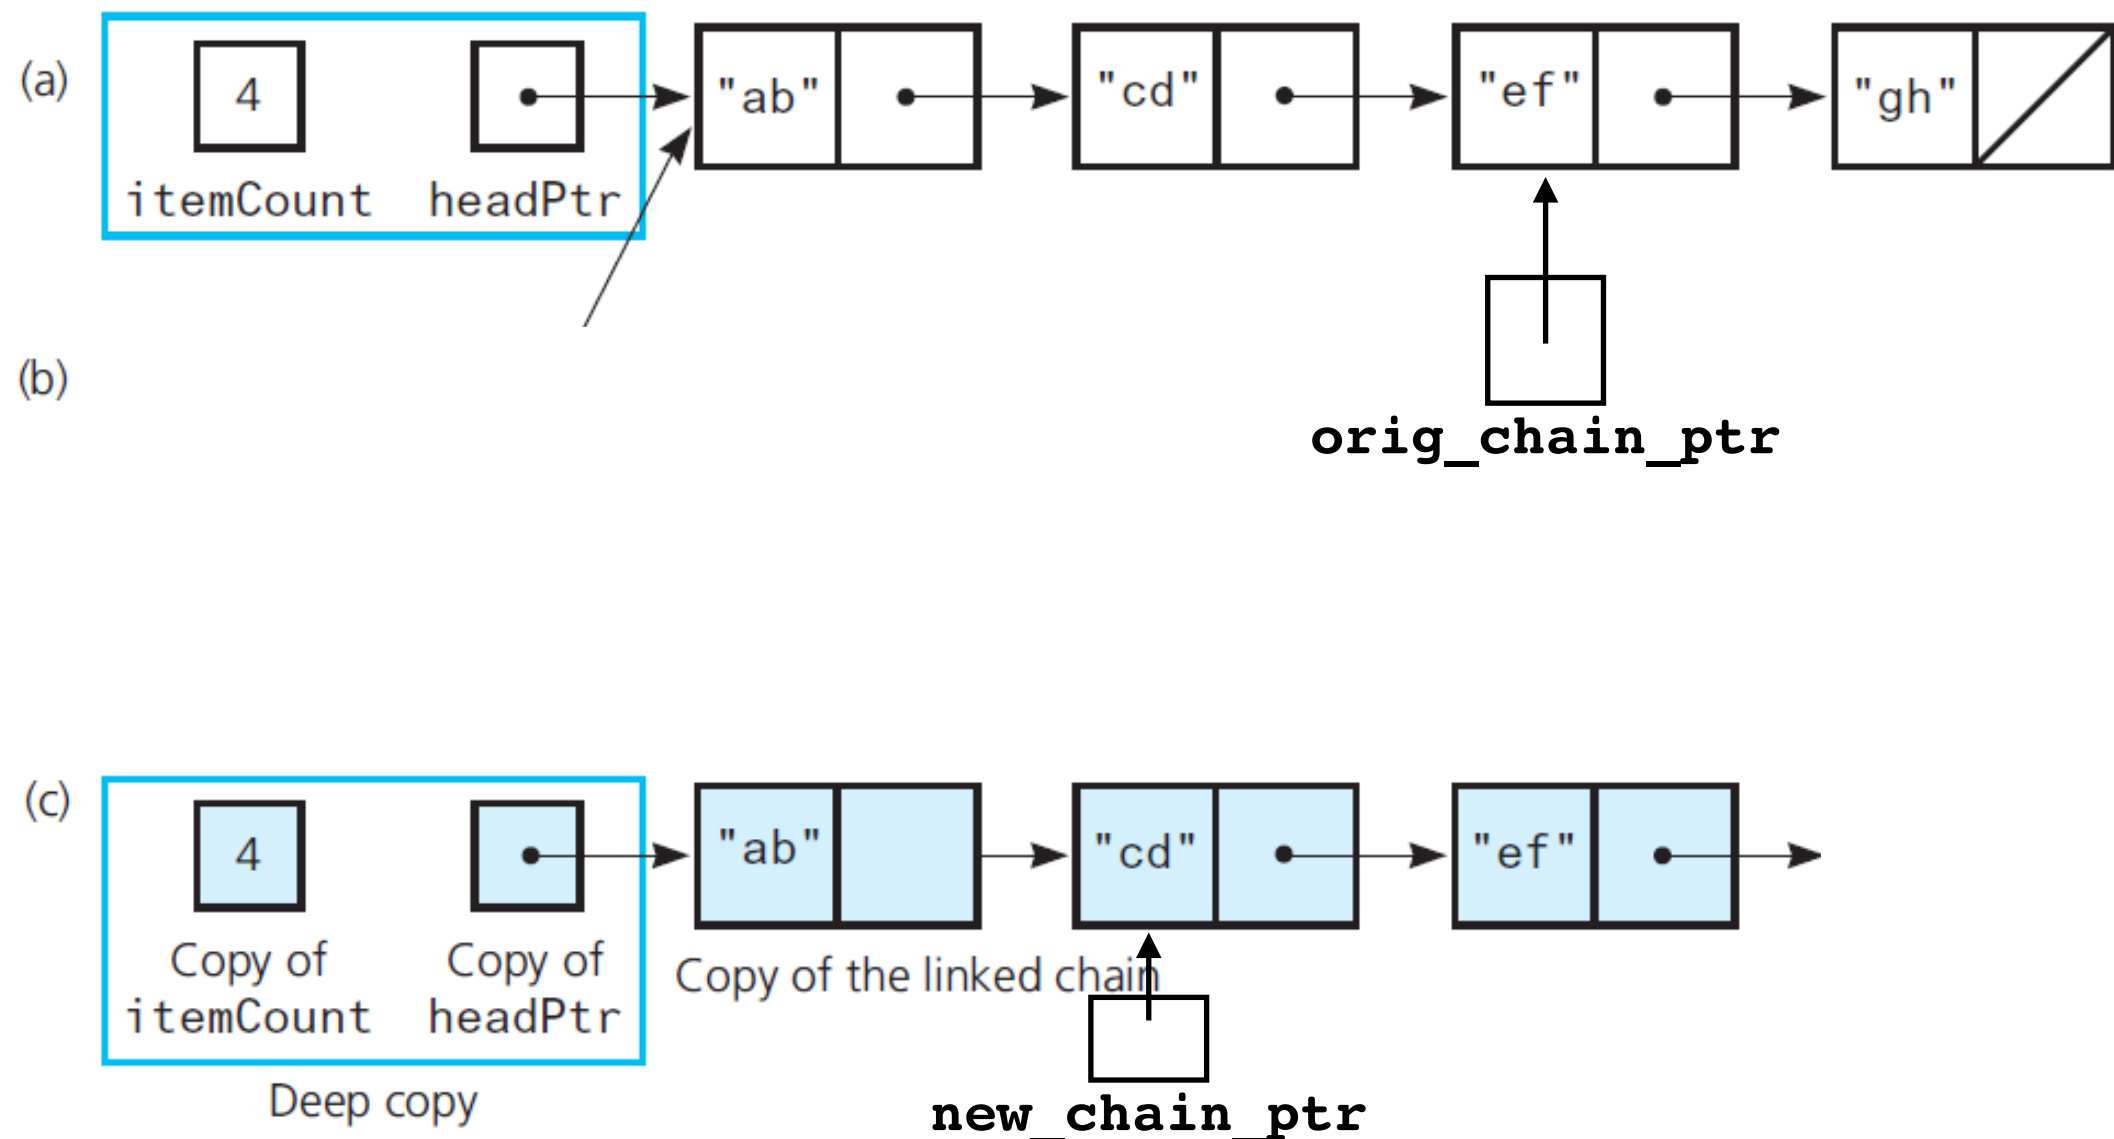 (a) 4 "ab" "cd" "ef" "gh"
itemCount headPtr
(b)
orig_chain_ptr
(c) 4 "ab" "cd" "ef"
Copy of Copy of Copy of the linked chain
itemCount headPtr
Deep copy new_chain_ptr